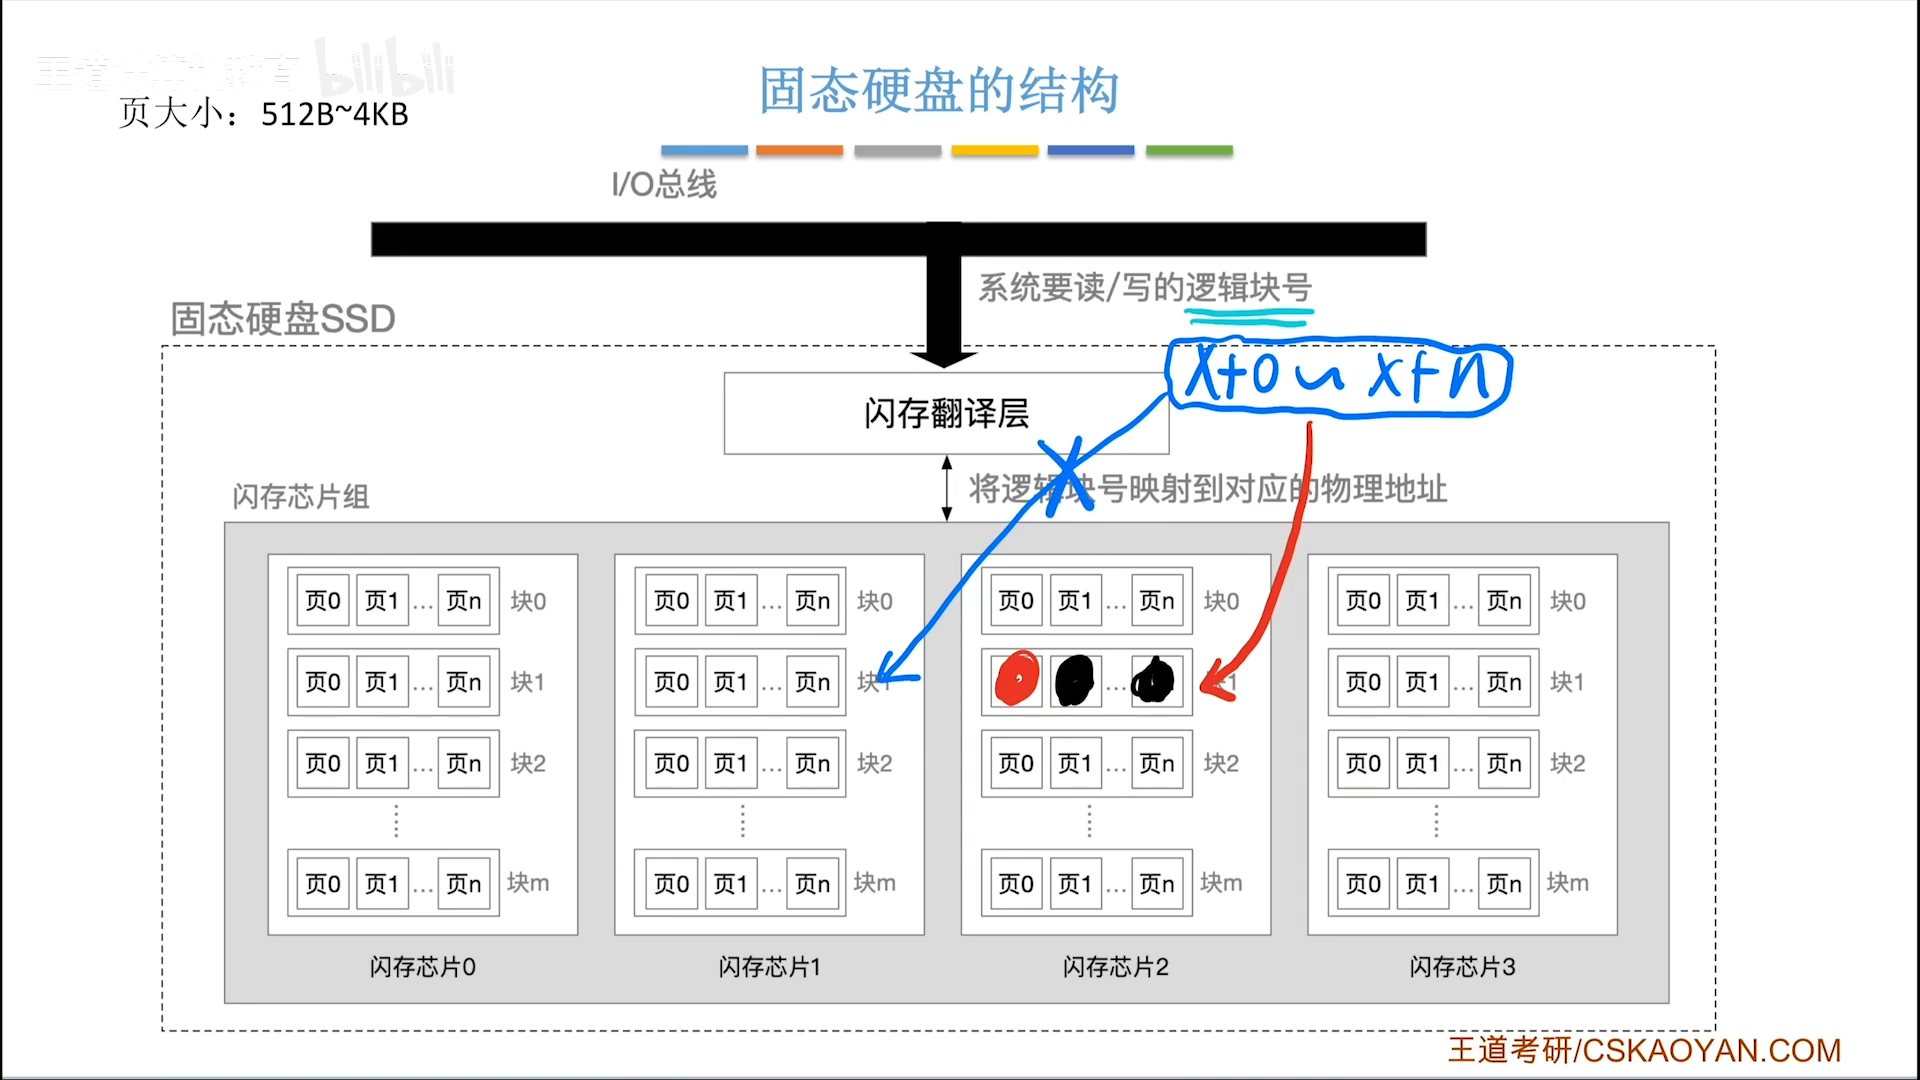 王道计算机教育 bilibili
页大小：512B~4KB
固态硬盘的结构
I/O总线
系统要读/写的逻辑块号
固态硬盘SSD
X+0 ~ X+n
闪存翻译层
将逻辑块号映射到对应的物理地址
闪存芯片组
页0 页1 … 页n 块0 页0 页1 … 页n 块0 页0 页1 … 页n 块0 页0 页1 … 页n 块0
页0 页1 … 页n 块1 页0 页1 … 页n 块1 … 1 页0 页1 … 页n 块1
页0 页1 … 页n 块2 页0 页1 … 页n 块2 页0 页1 … 页n 块2 页0 页1 … 页n 块2
页0 页1 … 页n 块m 页0 页1 … 页n 块m 页0 页1 … 页n 块m 页0 页1 … 页n 块m
闪存芯片0 闪存芯片1 闪存芯片2 闪存芯片3
王道考研/CSKAOYAN.COM